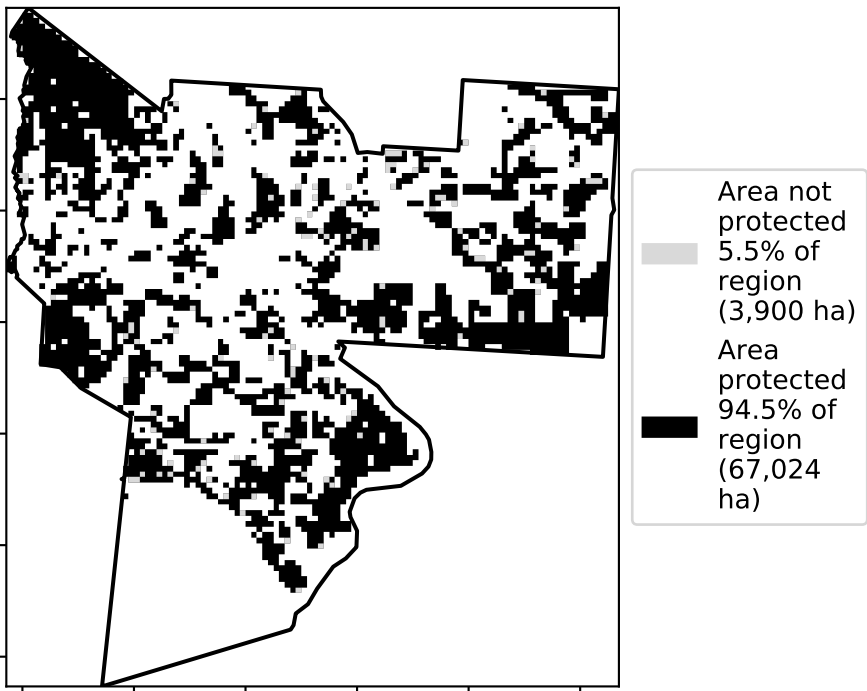 Area not
protected
5.5% of
region
(3,900 ha)
Area
protected
94.5% of
region
(67,024
ha)